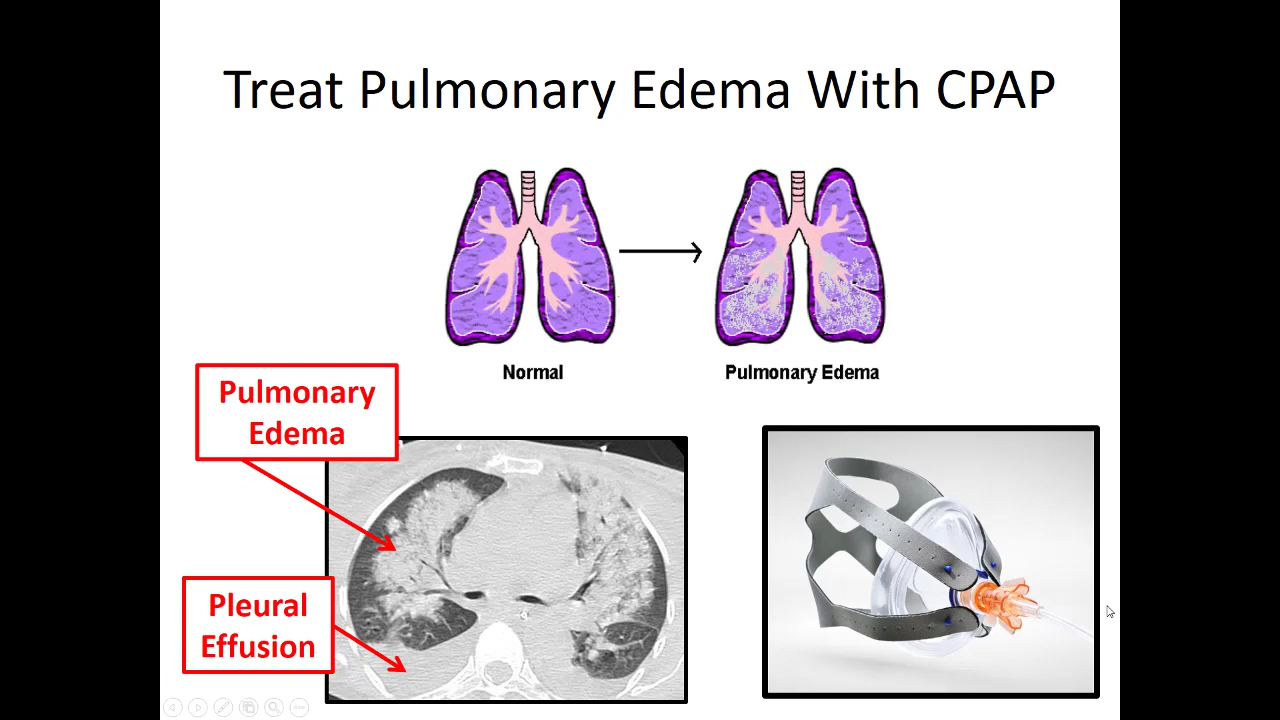 Treat Pulmonary Edema With CPAP
Normal
Pulmonary Edema
Pulmonary
Edema
Pleural
Effusion